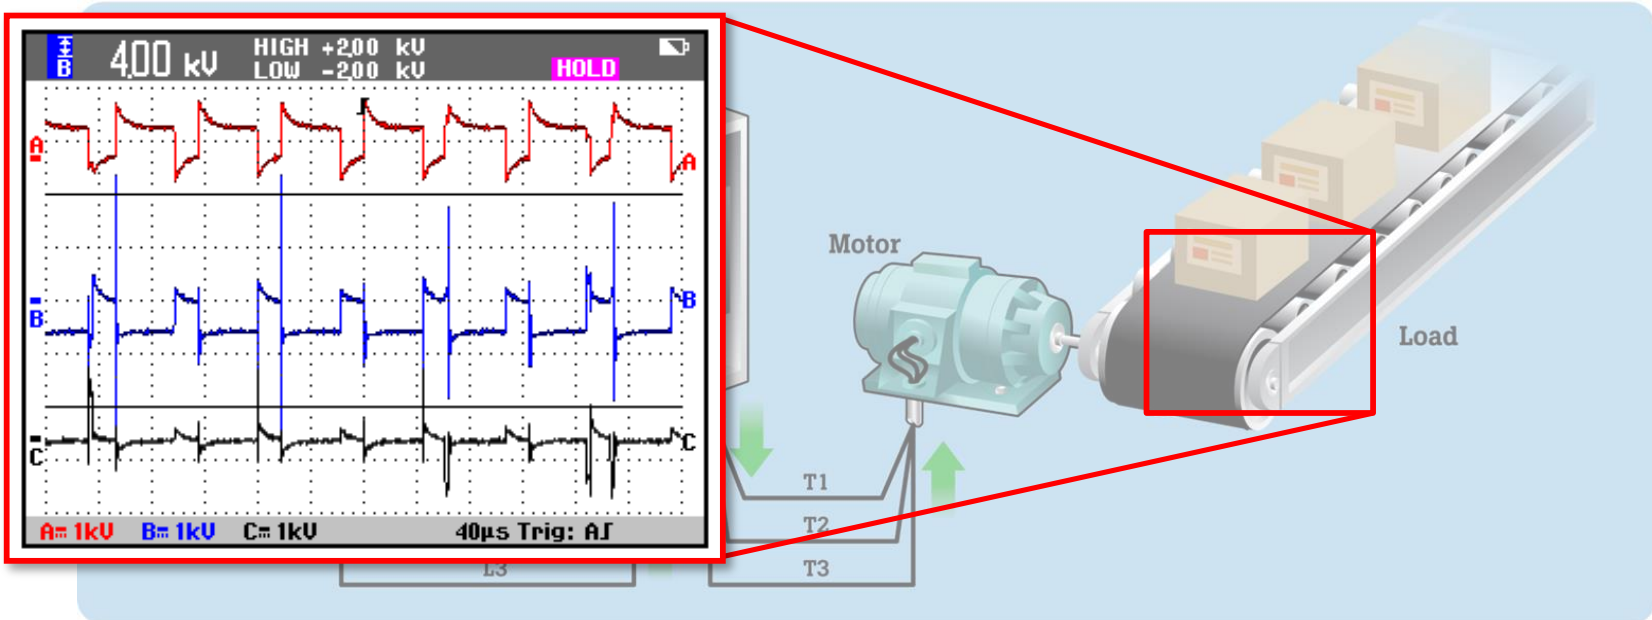 B 4.00 kV HIGH +2.00 kV
LOW -2.00 kV HOLD
A
A
B
B
C
C
A 1kV B 1kV C 1kV 40µs Trig: A
Motor
Load
T1
T2
T3
L3